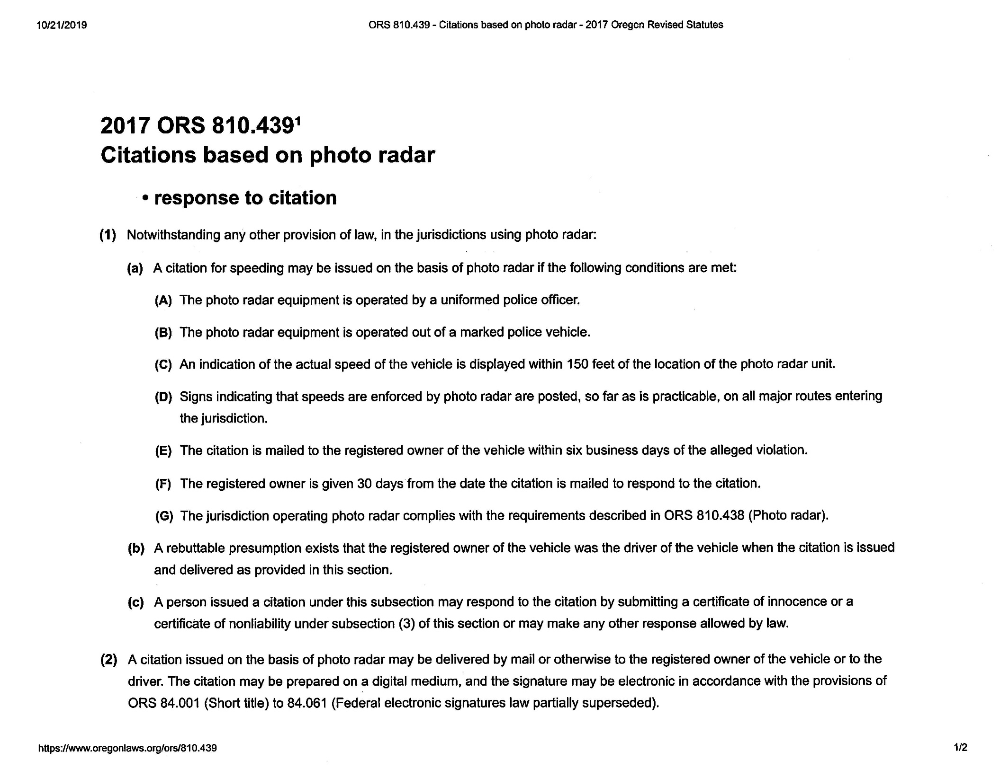 10/21/2019
ORS 810.439 - Citations based on photo radar - 2017 Oregon Revised Statutes
2017 ORS 810.439¹
Citations based on photo radar
• response to citation
(1) Notwithstanding any other provision of law, in the jurisdictions using photo radar:
(a) A citation for speeding may be issued on the basis of photo radar if the following conditions are met:
(A) The photo radar equipment is operated by a uniformed police officer.
(B) The photo radar equipment is operated out of a marked police vehicle.
(C) An indication of the actual speed of the vehicle is displayed within 150 feet of the location of the photo radar unit.
(D) Signs indicating that speeds are enforced by photo radar are posted, so far as is practicable, on all major routes entering
the jurisdiction.
(E) The citation is mailed to the registered owner of the vehicle within six business days of the alleged violation.
(F) The registered owner is given 30 days from the date the citation is mailed to respond to the citation.
(G) The jurisdiction operating photo radar complies with the requirements described in ORS 810.438 (Photo radar).
(b) A rebuttable presumption exists that the registered owner of the vehicle was the driver of the vehicle when the citation is issued
and delivered as provided in this section.
(c) A person issued a citation under this subsection may respond to the citation by submitting a certificate of innocence or a
certificate of nonliability under subsection (3) of this section or may make any other response allowed by law.
(2) A citation issued on the basis of photo radar may be delivered by mail or otherwise to the registered owner of the vehicle or to the
driver. The citation may be prepared on a digital medium, and the signature may be electronic in accordance with the provisions of
ORS 84.001 (Short title) to 84.061 (Federal electronic signatures law partially superseded).
https://www.oregonlaws.org/ors/810.439
1/2